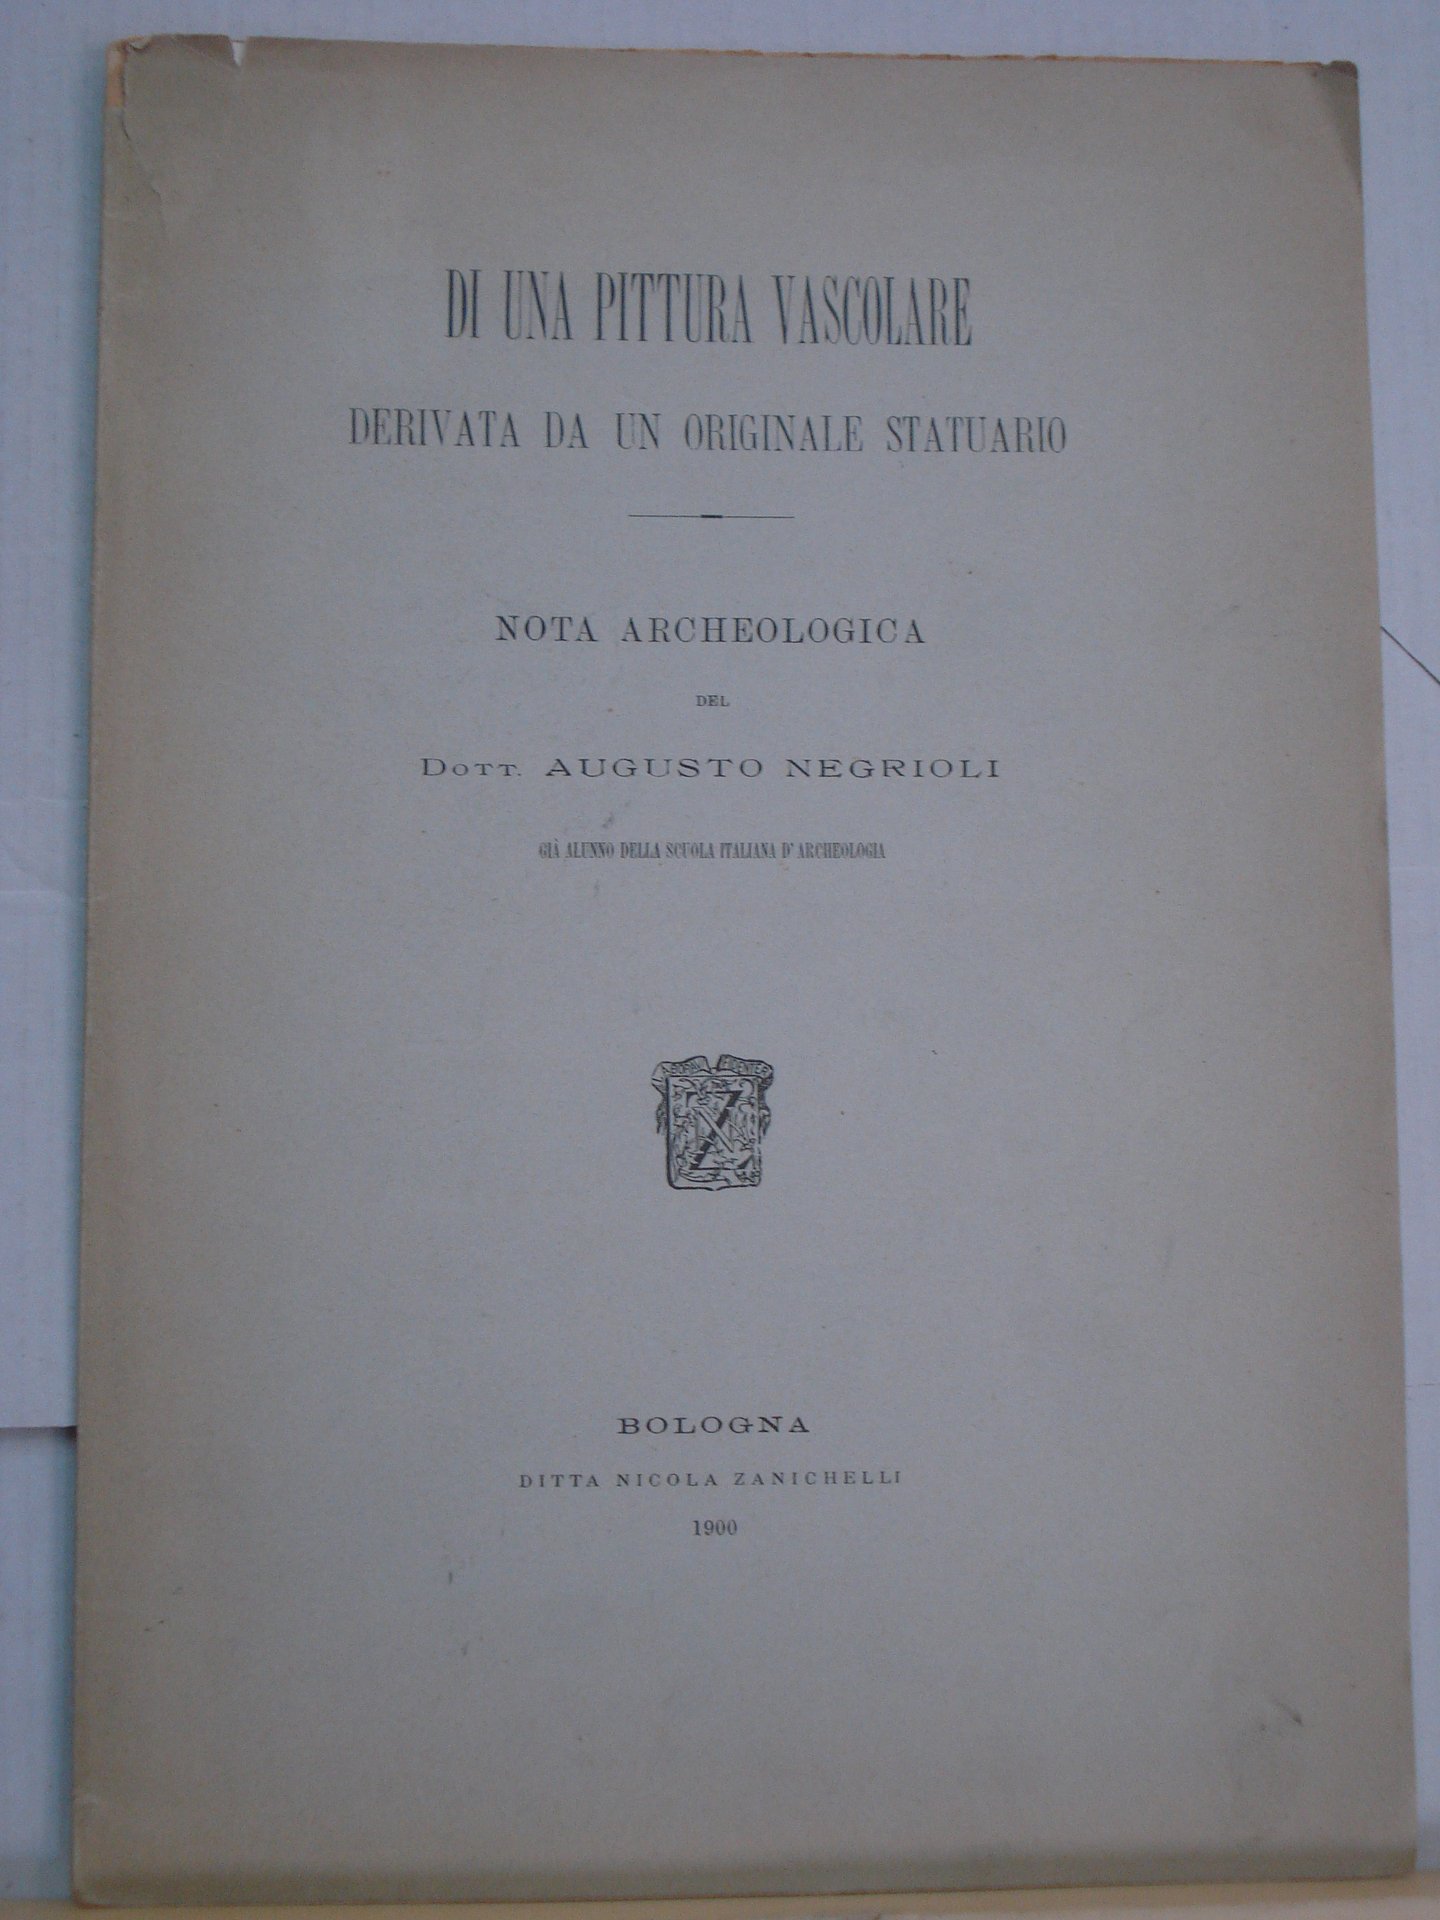 DI UNA PITTURA VASCOLARE
DERIVATA DA UN ORIGINALE STATUARIO
NOTA ARCHEOLOGICA
DEL
DOTT. AUGUSTO NEGRIOLI
GIÀ ALUNNO DELLA SCUOLA ITALIANA D'ARCHEOLOGIA
NZ
BOLOGNA
DITTA NICOLA ZANICHELLI
1900